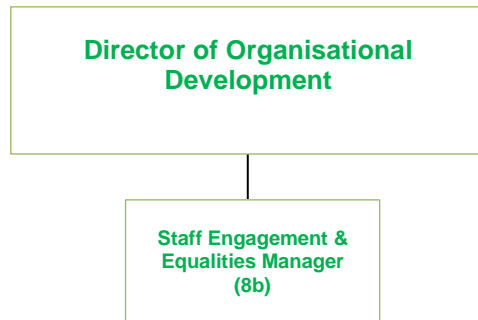 Director of Organisational
Development
Staff Engagement &
Equalities Manager
(8b)